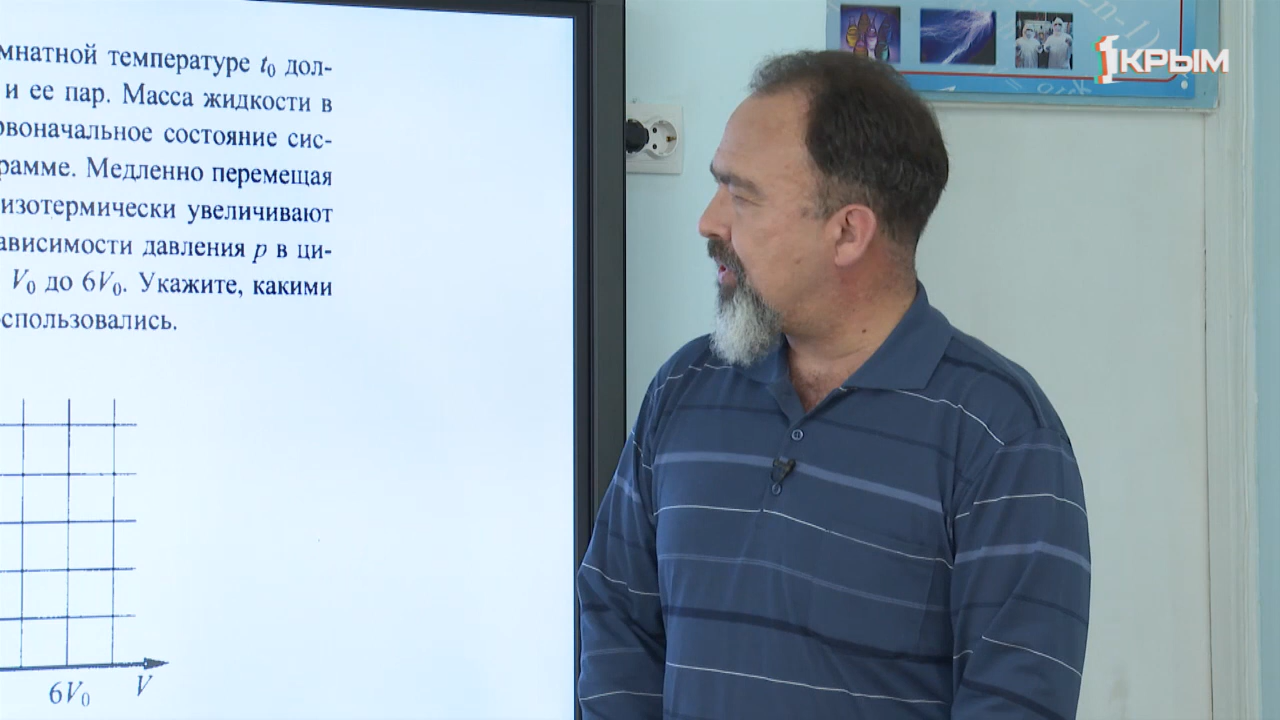 мнатной температуре t₀ дол-
и ее пар. Масса жидкости в
рвоначальное состояние сис-
рамме. Медленно перемещая
изотермически увеличивают
ависимости давления p в ци-
V₀ до 6V₀. Укажите, какими
спользовались.
6V₀ V
1КРЫМ